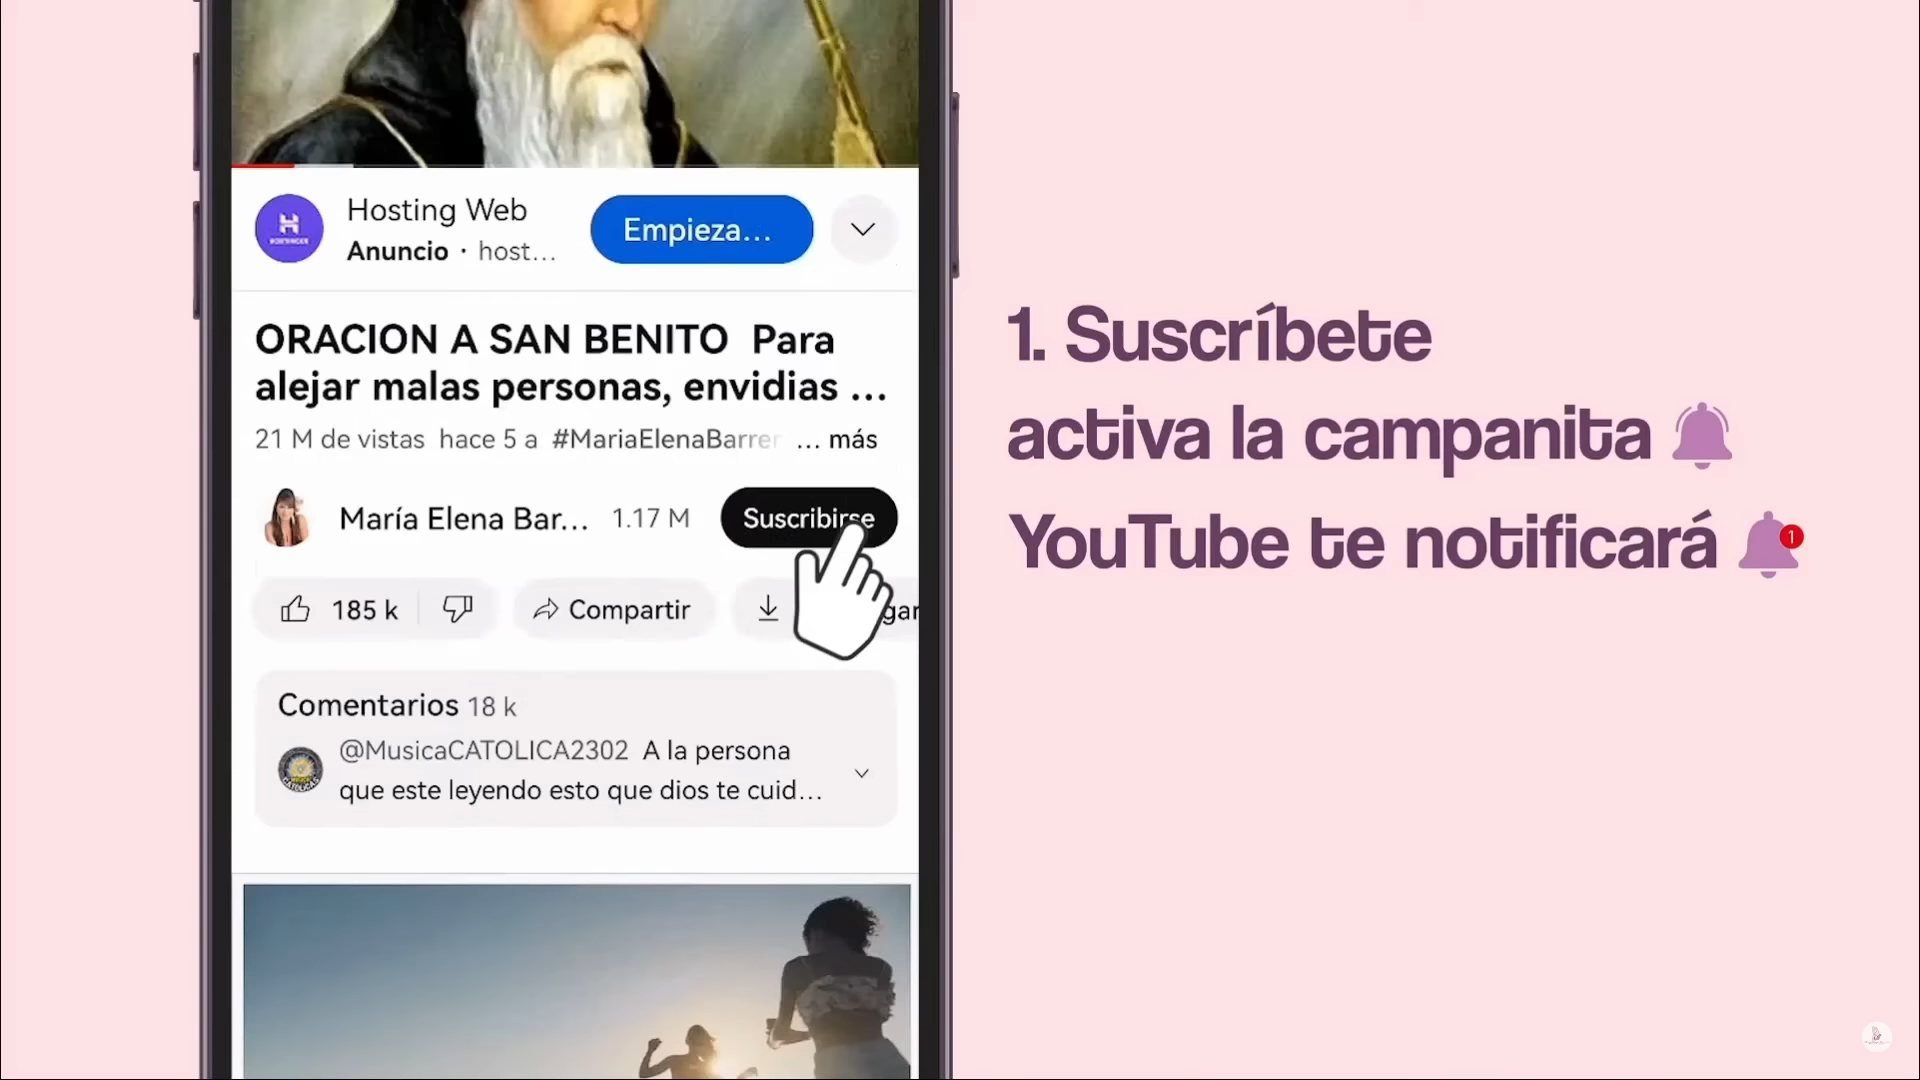 Hosting Web
Anuncio · host...
Empieza...
ORACION A SAN BENITO Para
alejar malas personas, envidias ...
21 M de vistas hace 5 a #MariaElenaBarrer ... más
María Elena Bar... 1.17 M
Suscribirse
185 k
Compartir
Comentarios 18 k
@MusicaCATOLICA2302 A la persona
que este leyendo esto que dios te cuid...
1. Suscríbete
activa la campanita
YouTube te notificará
1